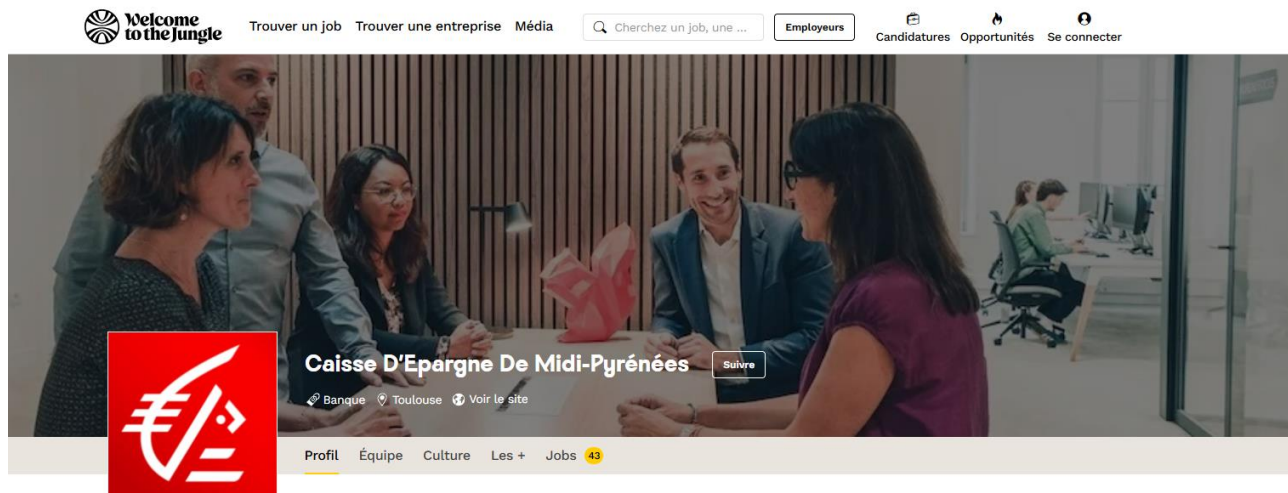 Welcome to the Jungle
Trouver un job Trouver une entreprise Média Cherchez un job, une ... Employeurs Candidatures Opportunités Se connecter
Caisse D'Epargne De Midi-Pyrénées Suivre
Banque Toulouse Voir le site
Profil Équipe Culture Les + Jobs 43